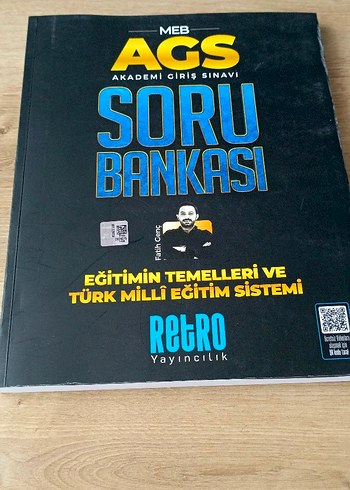 MEB
AGS
AKADEMİ GİRİŞ SINAVI
SORU
BANKASI
Fatih Genç
EĞİTİMİN TEMELLERİ VE
TÜRK MİLLÎ EĞİTİM SİSTEMİ
RetRO
Yayıncılık